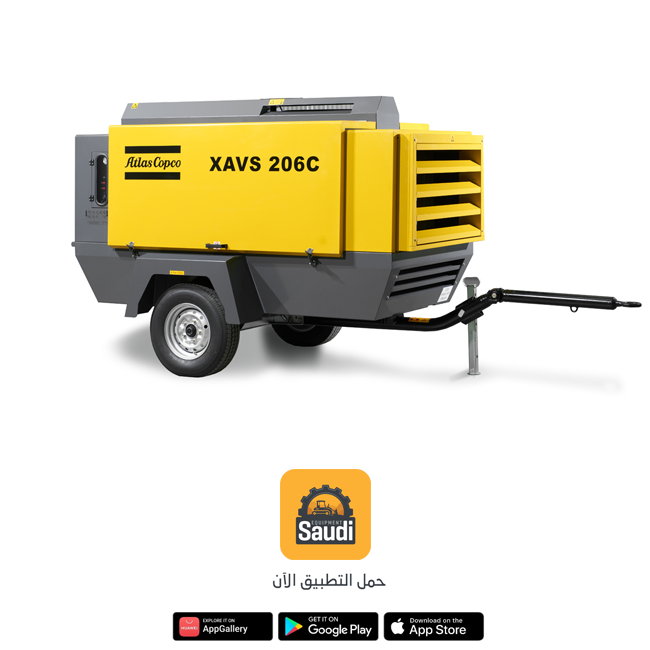 Atlas Copco
XAVS 206C
EQUIPMENT
Saudi
حمل التطبيق الآن
EXPLORE IT ON
AppGallery
GET IT ON
Google Play
Download on the
App Store